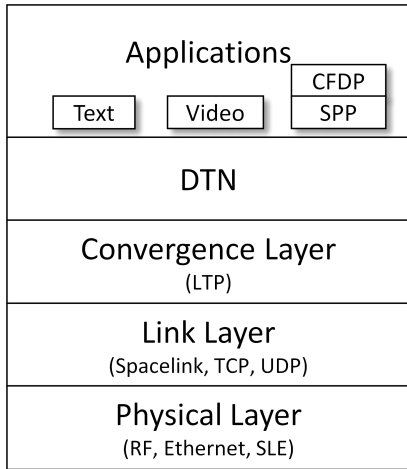 Applications
CFDP
Text
Video
SPP
DTN
Convergence Layer
(LTP)
Link Layer
(Spacelink, TCP, UDP)
Physical Layer
(RF, Ethernet, SLE)